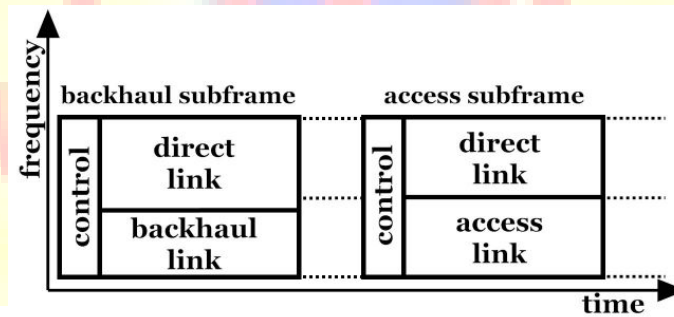 frequency
backhaul subframe
control
direct
link
backhaul
link
access subframe
control
direct
link
access
link
time